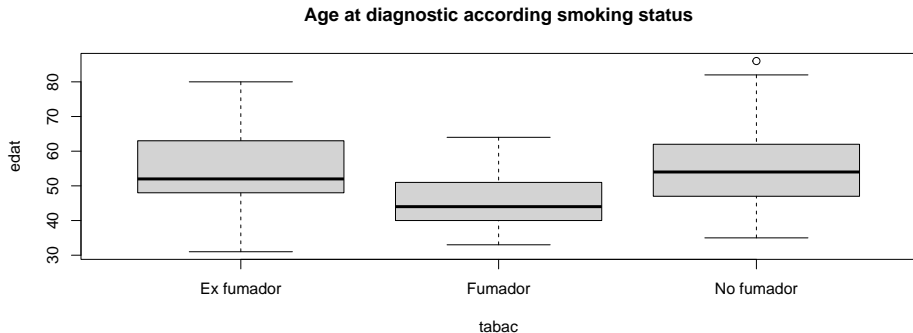 Age at diagnostic according smoking status
edat
80
70
60
50
40
30
Ex fumador
Fumador
No fumador
tabac